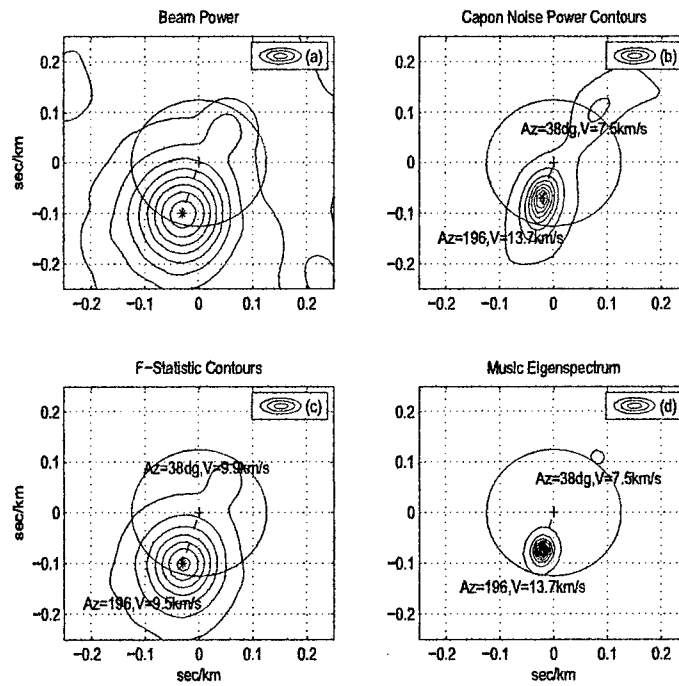 Beam Power
(a)
0.2
0.1
0
−0.1
−0.2
sec/km
−0.2 −0.1 0 0.1 0.2
Capon Noise Power Contours
(b)
0.2
0.1
0
−0.1
−0.2
Az=38dg,V=7.5km/s
Az=196,V=13.7km/s
−0.2 −0.1 0 0.1 0.2
F−Statistic Contours
(c)
0.2
0.1
0
−0.1
−0.2
sec/km
Az=38dg,V=9.9km/s
Az=196,V=9.5km/s
−0.2 −0.1 0 0.1 0.2
sec/km
Music Eigenspectrum
(d)
0.2
0.1
0
−0.1
−0.2
Az=38dg,V=7.5km/s
Az=196,V=13.7km/s
−0.2 −0.1 0 0.1 0.2
sec/km